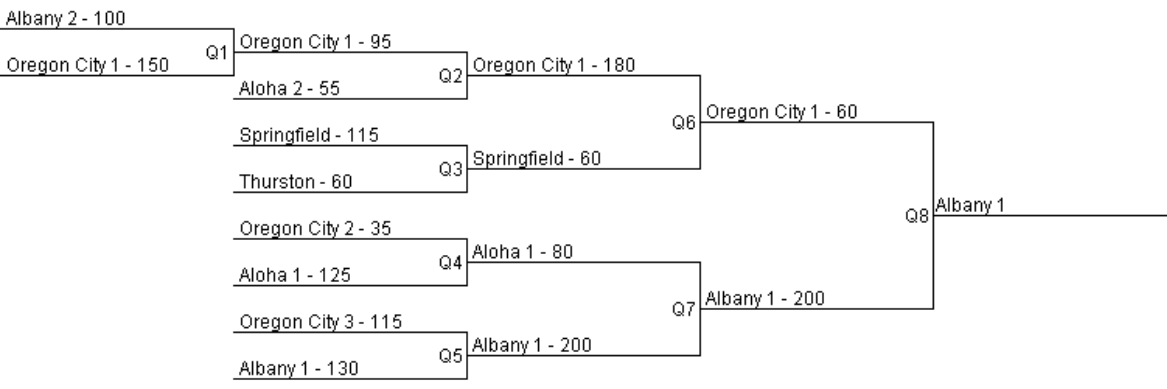 Albany 2 - 100
Oregon City 1 - 150
Q1
Oregon City 1 - 95
Aloha 2 - 55
Q2
Springfield - 115
Thurston - 60
Q3
Oregon City 2 - 35
Aloha 1 - 125
Q4
Oregon City 3 - 115
Albany 1 - 130
Q5
Oregon City 1 - 180
Springfield - 60
Q6
Aloha 1 - 80
Albany 1 - 200
Q7
Oregon City 1 - 60
Albany 1 - 200
Q8
Albany 1